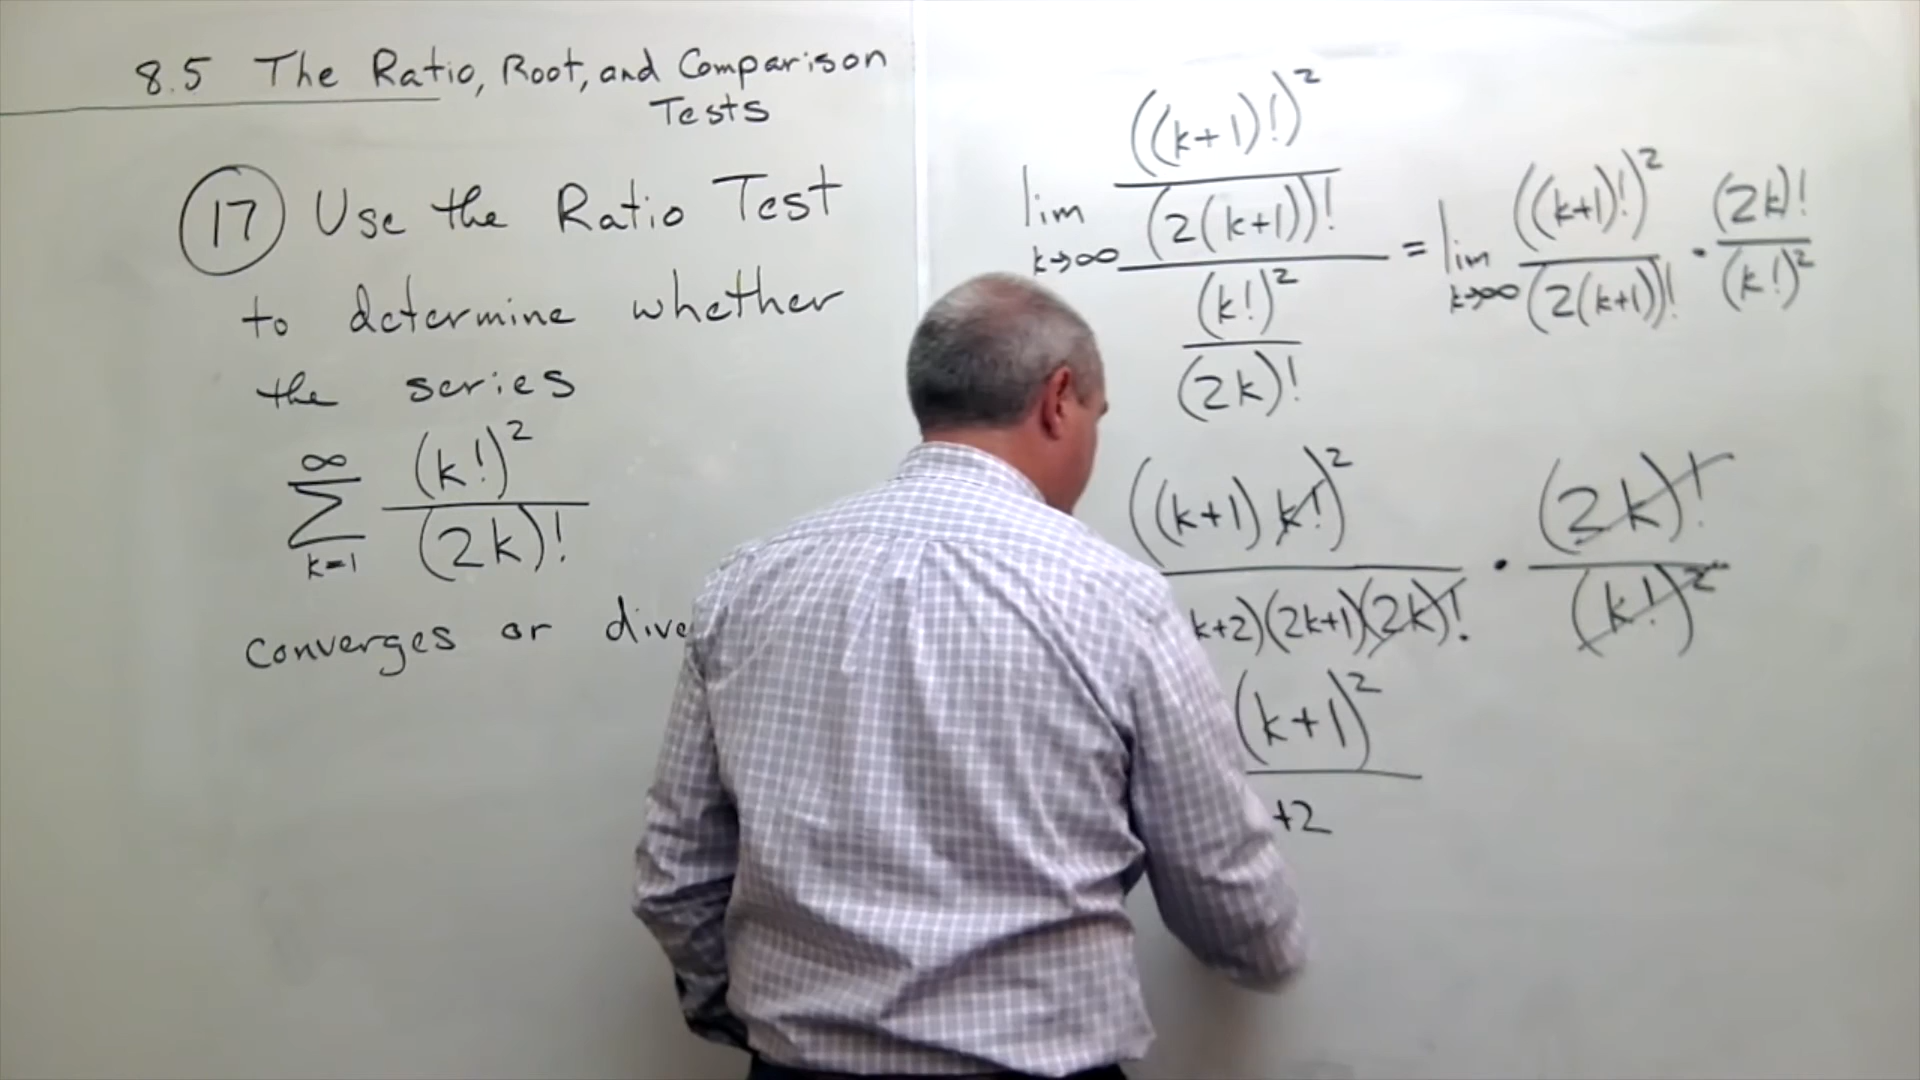 8.5 The Ratio, Root, and Comparison
Tests
17 Use the Ratio Test
to determine whether
the series
∞
Σ (k!)² / (2k)!
k=1
converges or dive
lim k→∞ ((k+1)!)² / (2(k+1))! / (k!)² / (2k)! = lim k→∞ ((k+1)!)² / (2(k+1))! · (2k)! / (k!)²
((k+1) k!)² / k+2)(2k+1)(2k)! · (2k)! / (k!)²
(k+1)²
+2